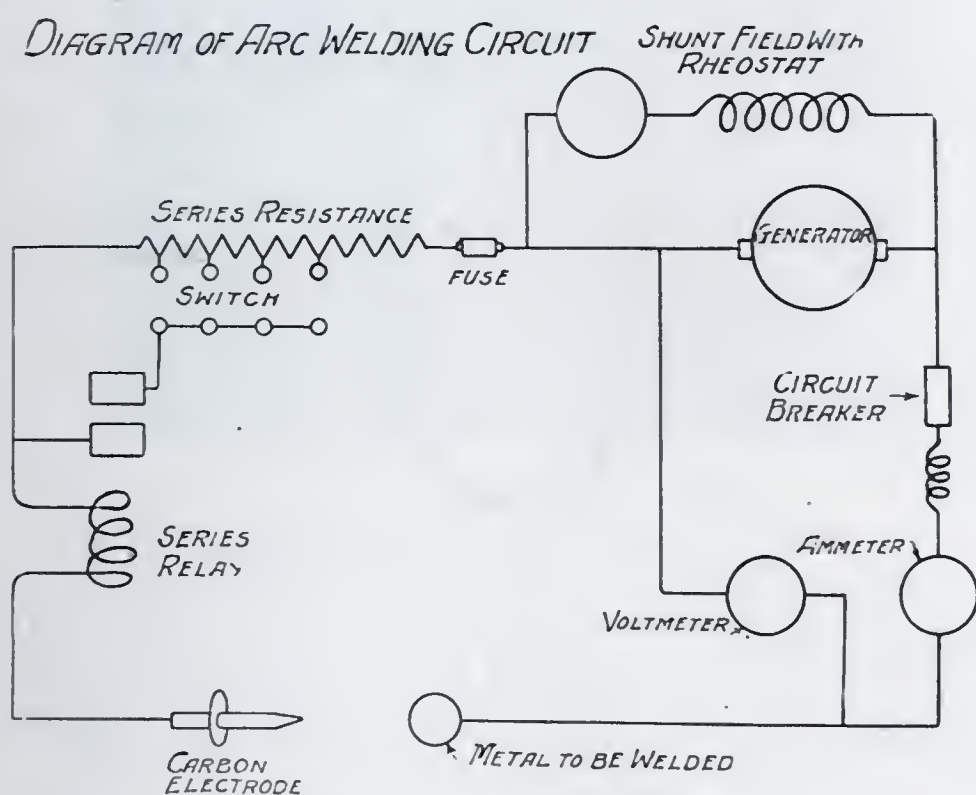 DIAGRAM OF ARC WELDING CIRCUIT
SHUNT FIELD WITH
RHEOSTAT
SERIES RESISTANCE
FUSE
GENERATOR
SWITCH
CIRCUIT
BREAKER
SERIES
RELAY
AMMETER
VOLTMETER
METAL TO BE WELDED
CARBON
ELECTRODE